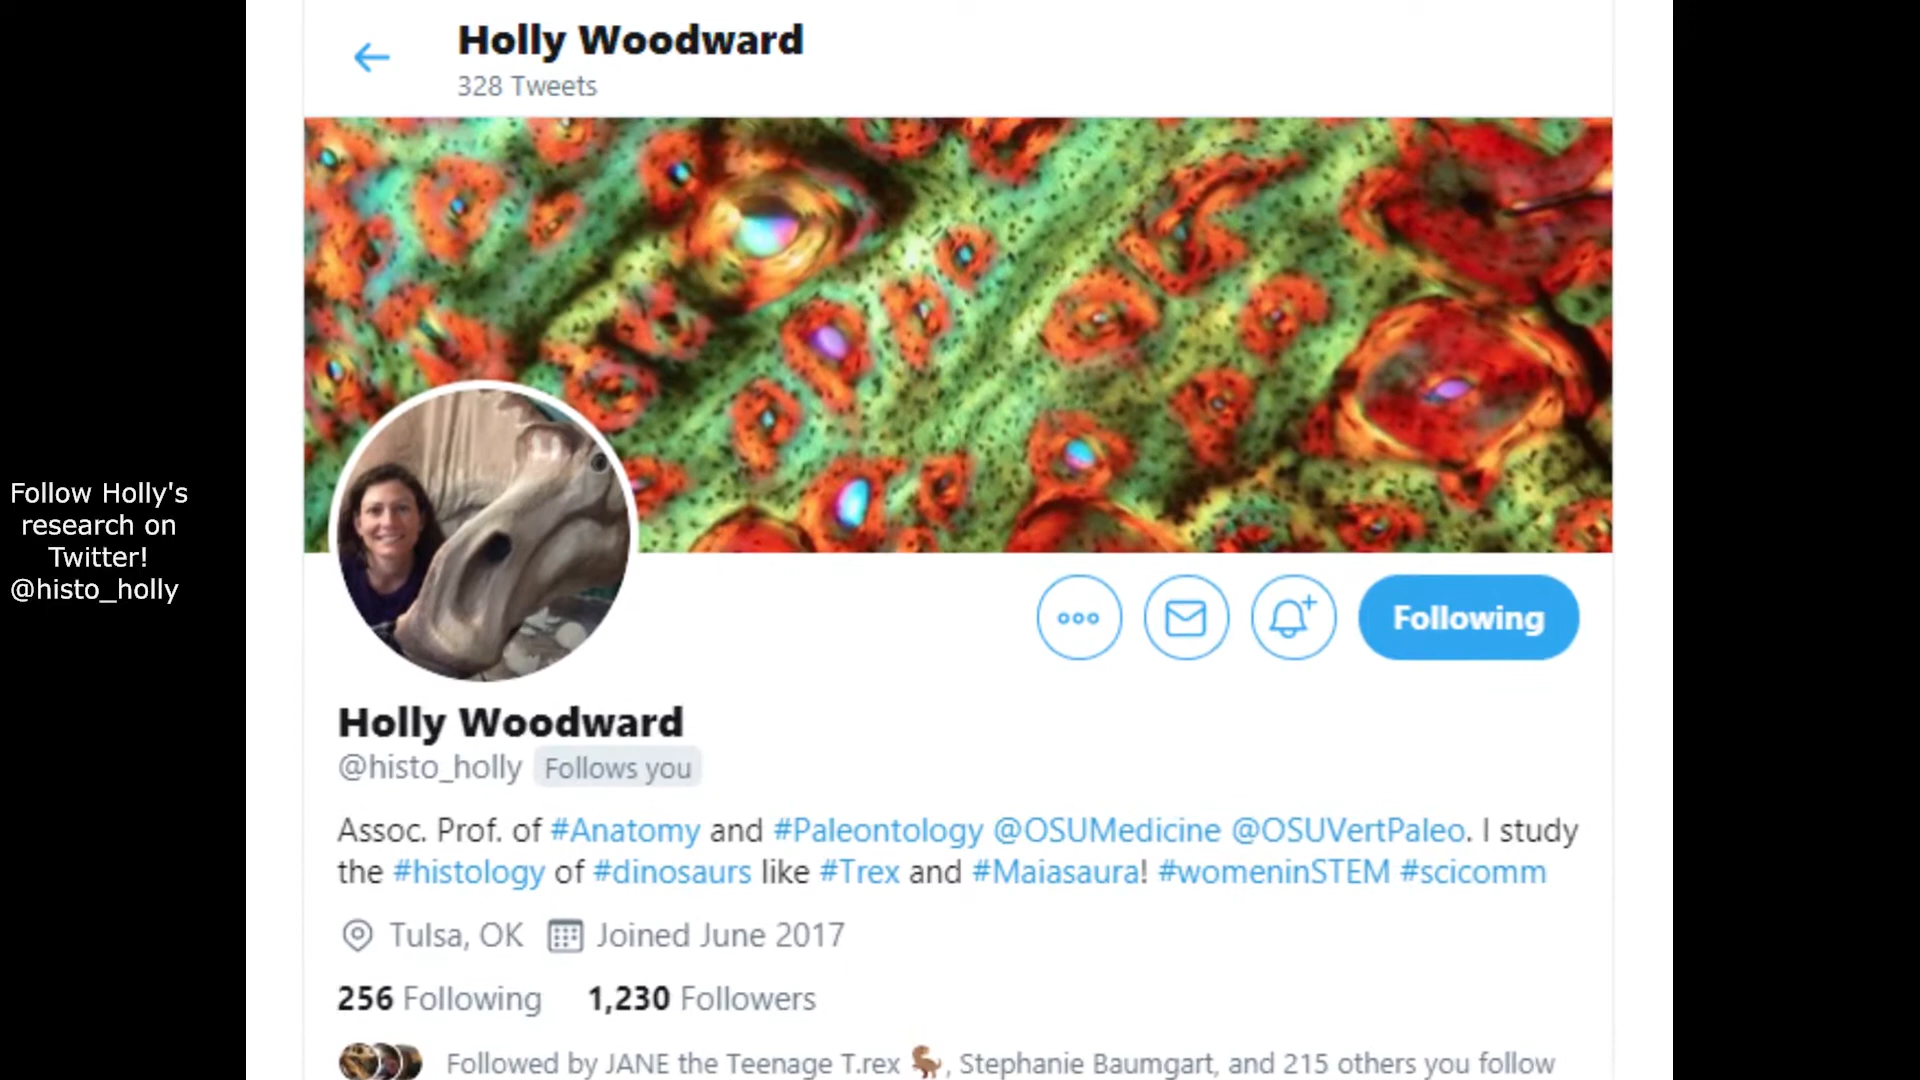 Holly Woodward
328 Tweets
Follow Holly's
research on
Twitter!
@histo_holly
Following
Holly Woodward
@histo_holly Follows you
Assoc. Prof. of #Anatomy and #Paleontology @OSUMedicine @OSUVertPaleo. I study
the #histology of #dinosaurs like #Trex and #Maiasaura! #womeninSTEM #scicomm
Tulsa, OK Joined June 2017
256 Following 1,230 Followers
Followed by JANE the Teenage T.rex 🦖, Stephanie Baumgart, and 215 others you follow